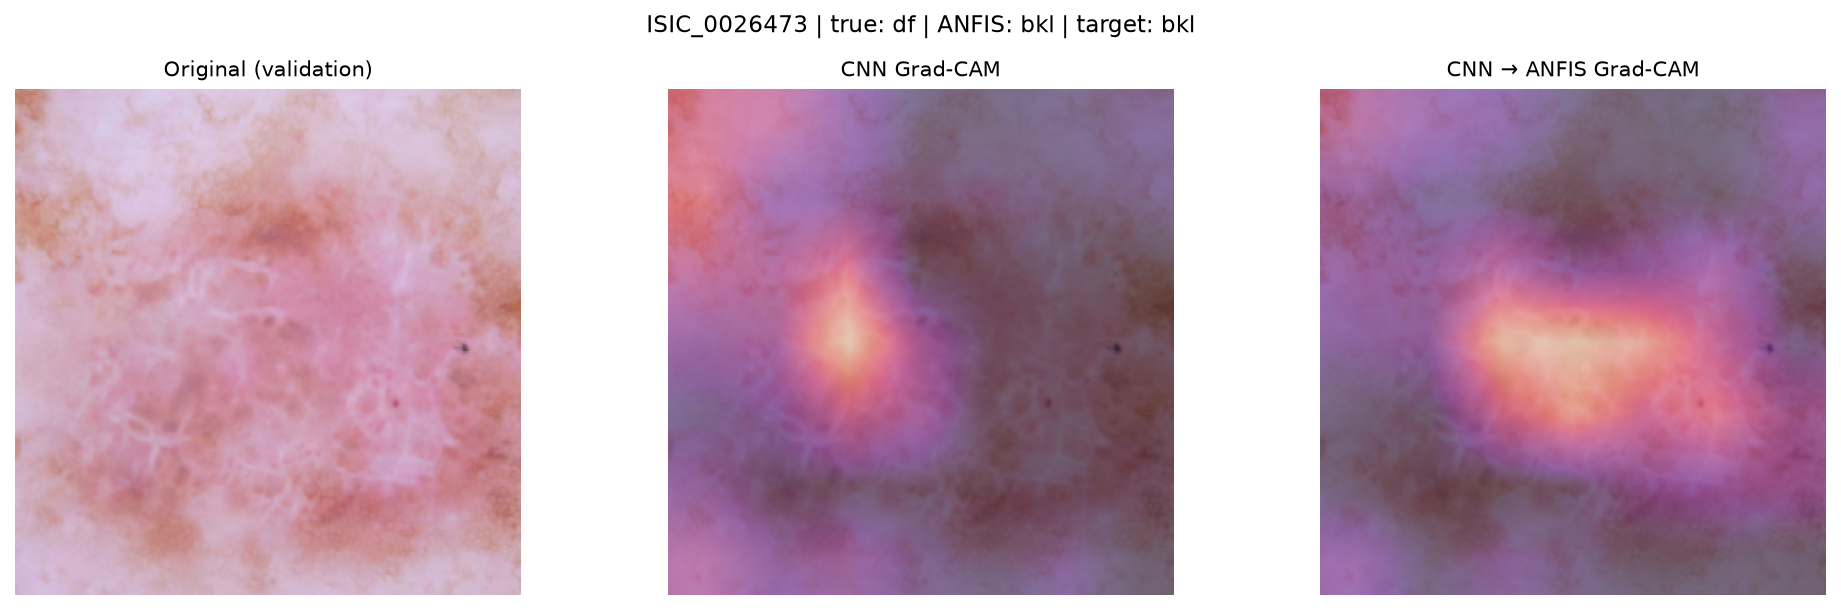 ISIC_0026473 | true: df | ANFIS: bkl | target: bkl
Original (validation)
CNN Grad-CAM
CNN → ANFIS Grad-CAM